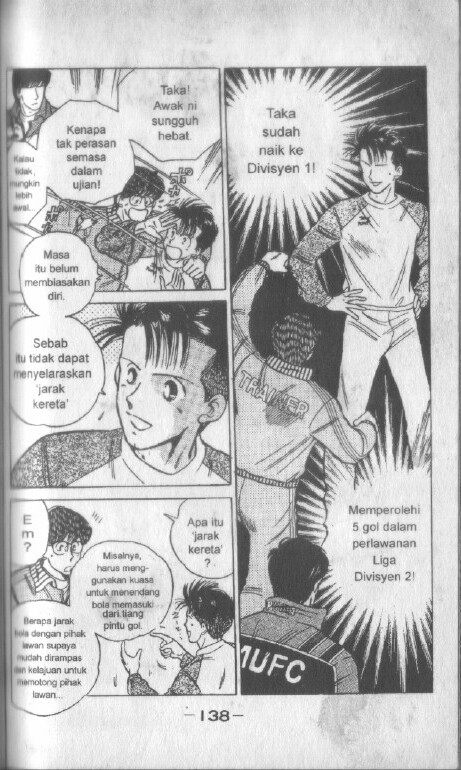 Taka
sudah
naik ke
Divisyen 1!
TRAINER
Memperolehi
5 gol dalam
perlawanan
Liga
Divisyen 2!
MUFC
Taka!
Awak ni
sungguh
hebat.
Kenapa
tak perasan
semasa
dalam
ujian!
Kalau
tidak,
mungkin
lebih
awal...
Masa
itu belum
membiasakan
diri.
Sebab
itu tidak dapat
menyelaraskan
'jarak
kereta'
Apa itu
'jarak
kereta'
?
E
m
?
Misalnya,
harus meng-
gunakan kuasa
untuk menendang
bola memasuki
dari tiang
pintu gol.
Berapa jarak
bola dengan pihak
lawan supaya
mudah dirampas
dan kelajuan untuk
memotong pihak
lawan...
-138-